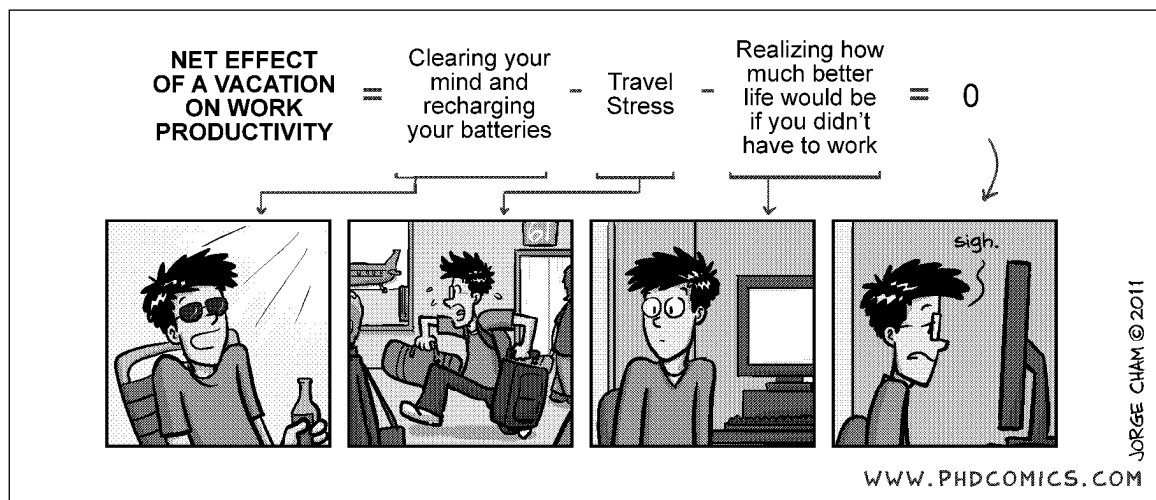 NET EFFECT
OF A VACATION
ON WORK
PRODUCTIVITY
=
Clearing your
mind and
recharging
your batteries
-
Travel
Stress
-
Realizing how
much better
life would be
if you didn't
have to work
= 0
sigh.
JORGE CHAM © 2011
WWW.PHDCOMICS.COM